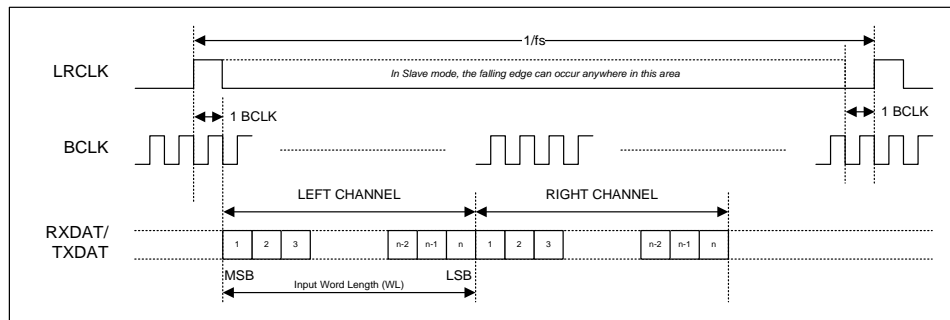 1/fs
LRCLK
In Slave mode, the falling edge can occur anywhere in this area
1 BCLK
1 BCLK
BCLK
LEFT CHANNEL
RIGHT CHANNEL
RXDAT/
TXDAT
1 2 3 n-2 n-1 n 1 2 3 n-2 n-1 n
MSB
LSB
Input Word Length (WL)